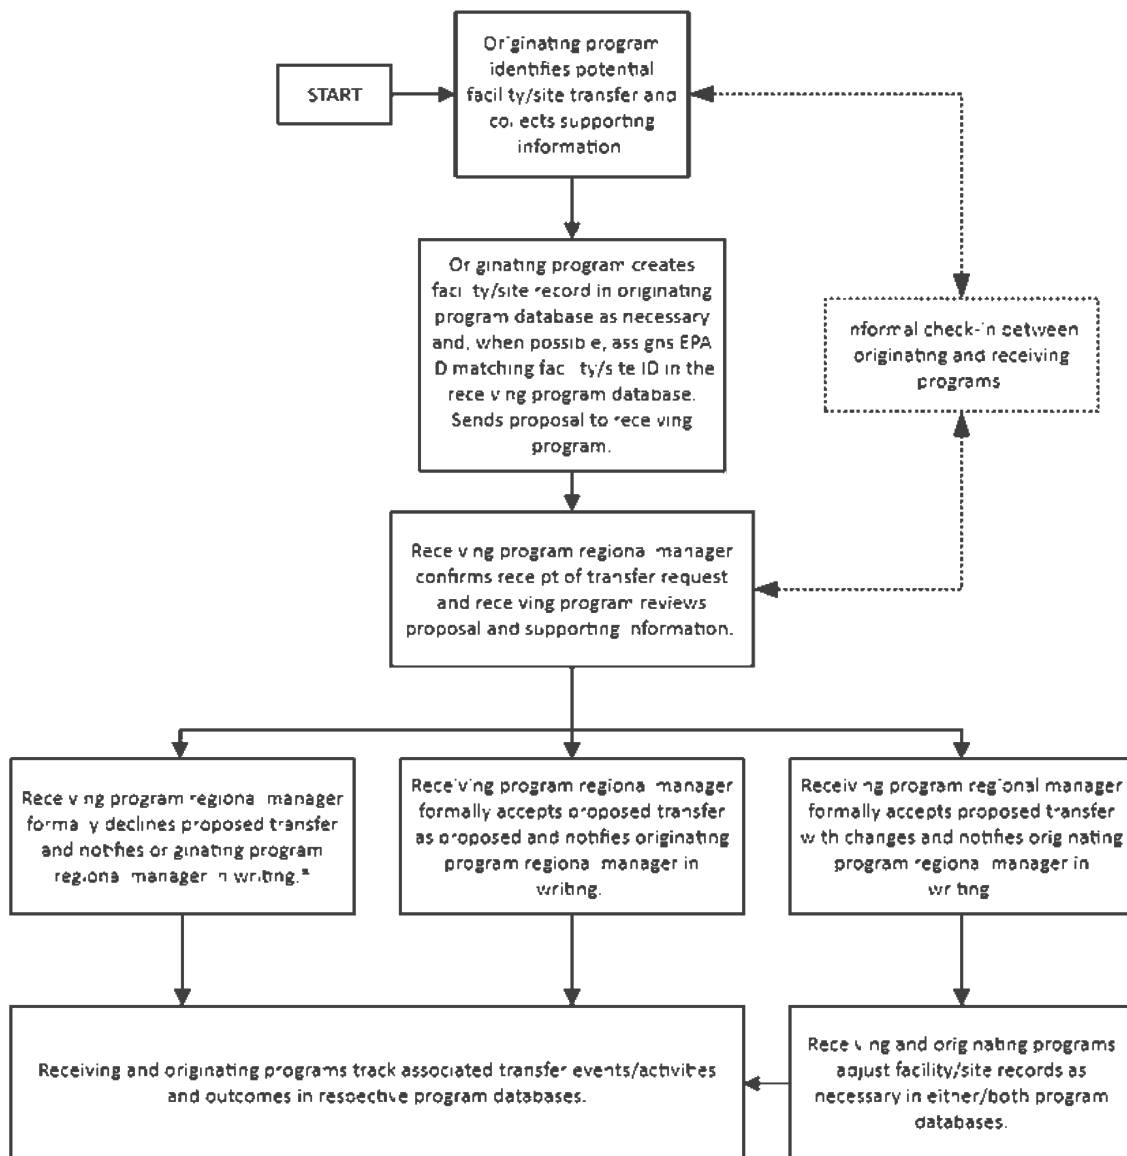 START
Originating program
identifies potential
facility/site transfer and
collects supporting
information
Originating program creates
facility/site record in originating
program database as necessary
and, when possible, assigns EPA
ID matching facility/site ID in the
receiving program database.
Sends proposal to receiving
program.
Informal check-in between
originating and receiving
programs
Receiving program regional manager
confirms receipt of transfer request
and receiving program reviews
proposal and supporting information.
Receiving program regional manager
formally declines proposed transfer
and notifies originating program
regional manager in writing.*
Receiving program regional manager
formally accepts proposed transfer
as proposed and notifies originating
program regional manager in
writing.
Receiving program regional manager
formally accepts proposed transfer
with changes and notifies originating
program regional manager in
writing
Receiving and originating programs track associated transfer events/activities
and outcomes in respective program databases.
Receiving and originating programs
adjust facility/site records as
necessary in either/both program
databases.